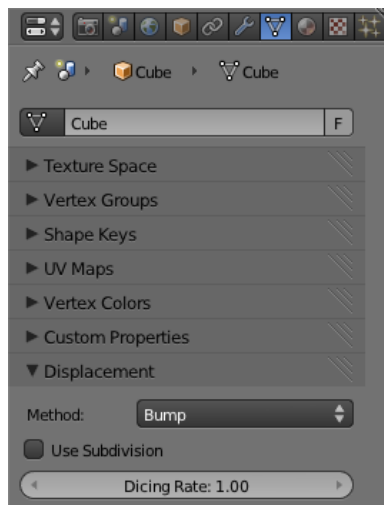 Cube Cube
Cube F
Texture Space
Vertex Groups
Shape Keys
UV Maps
Vertex Colors
Custom Properties
Displacement
Method: Bump
Use Subdivision
Dicing Rate: 1.00